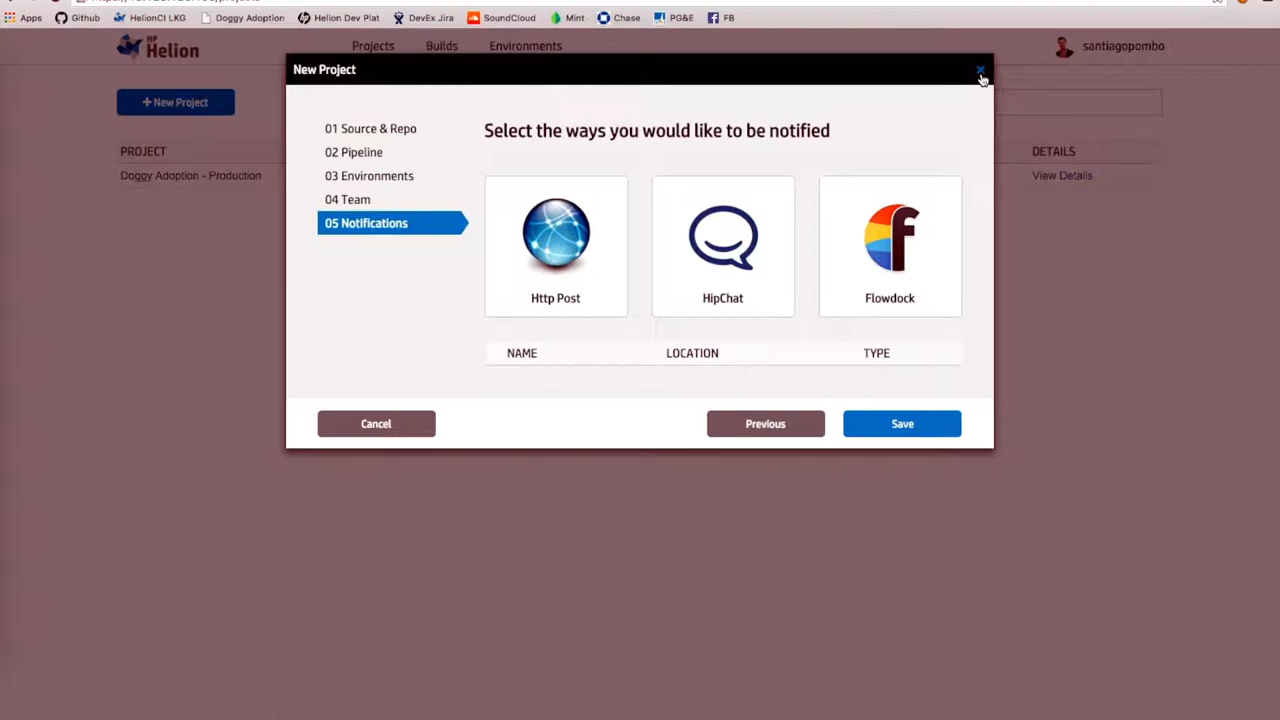 Apps Github HelionCI LKG Doggy Adoption Helion Dev Plat DevEx Jira SoundCloud Mint Chase PG&E FB
HP Helion Projects Builds Environments santiagopombo
New Project
+ New Project
01 Source & Repo
02 Pipeline
03 Environments
04 Team
05 Notifications
Select the ways you would like to be notified
Http Post HipChat Flowdock
NAME LOCATION TYPE
Cancel Previous Save
PROJECT DETAILS
Doggy Adoption - Production View Details